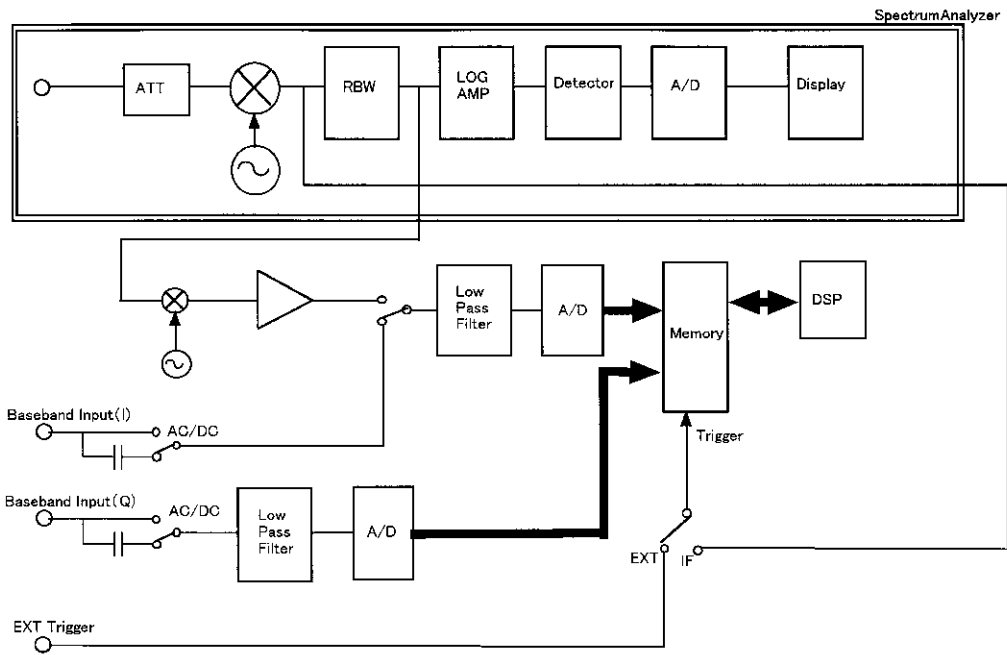 SpectrumAnalyzer
ATT
RBW
LOG
AMP
Detector
A/D
Display
Low
Pass
Filter
A/D
Memory
DSP
Baseband Input(I)
AC/DC
Trigger
Baseband Input(Q)
AC/DC
Low
Pass
Filter
A/D
EXT
IF
EXT Trigger